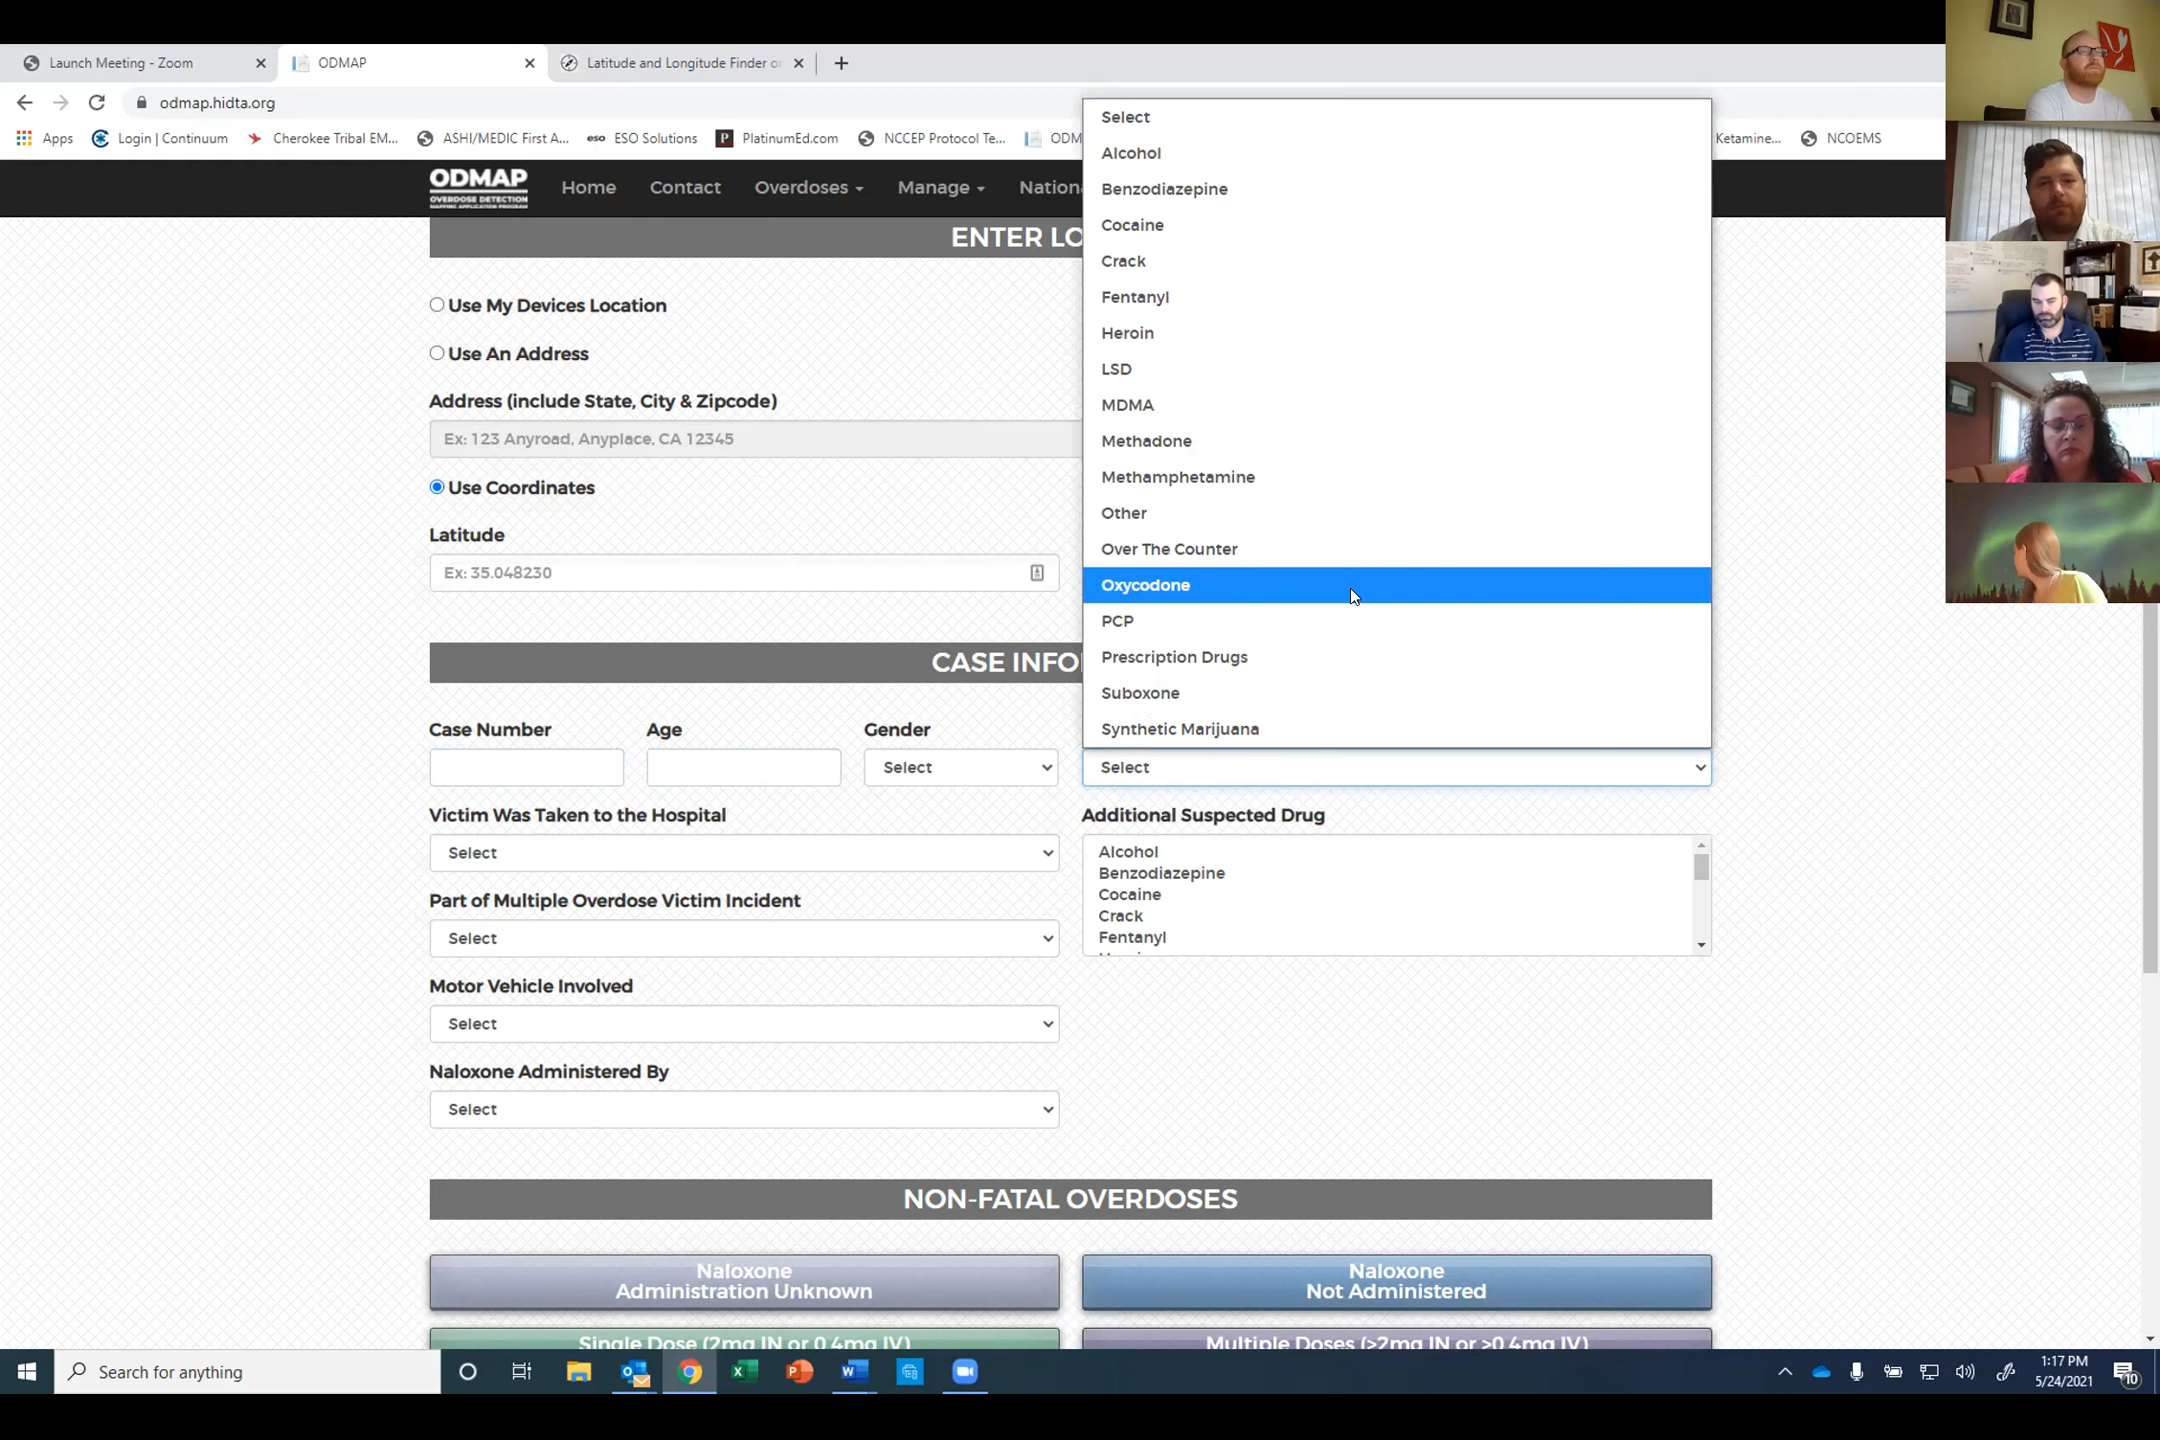 Launch Meeting - Zoom
ODMAP
Latitude and Longitude Finder o
odmap.hidta.org
Apps
Login | Continuum
Cherokee Tribal EM...
ASHI/MEDIC First A...
eso ESO Solutions
P PlatinumEd.com
NCCEP Protocol Te...
ODM
Ketamine...
NCOEMS
ODMAP
OVERDOSE DETECTION
MAPPING APPLICATION PROGRAM
Home
Contact
Overdoses
Manage
Nation
ENTER LO
Use My Devices Location
Use An Address
Address (include State, City & Zipcode)
Ex: 123 Anyroad, Anyplace, CA 12345
Use Coordinates
Latitude
Ex: 35.048230
Select
Alcohol
Benzodiazepine
Cocaine
Crack
Fentanyl
Heroin
LSD
MDMA
Methadone
Methamphetamine
Other
Over The Counter
Oxycodone
PCP
Prescription Drugs
Suboxone
Synthetic Marijuana
CASE INFO
Case Number
Age
Gender
Select
Select
Victim Was Taken to the Hospital
Select
Part of Multiple Overdose Victim Incident
Select
Motor Vehicle Involved
Select
Naloxone Administered By
Select
Additional Suspected Drug
Alcohol
Benzodiazepine
Cocaine
Crack
Fentanyl
NON-FATAL OVERDOSES
Naloxone
Administration Unknown
Naloxone
Not Administered
Single Dose (2mg IN or 0.4mg IV)
Multiple Doses (>2mg IN or >0.4mg IV)
Search for anything
1:17 PM
5/24/2021
10